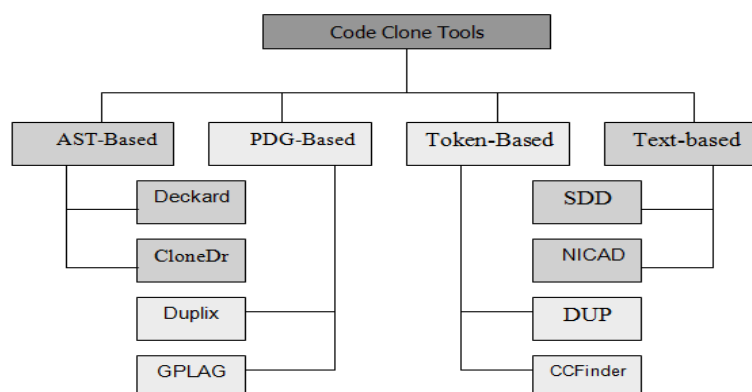 Code Clone Tools
AST-Based
PDG-Based
Token-Based
Text-based
Deckard
SDD
CloneDr
NICAD
Duplix
DUP
GPLAG
CCFinder